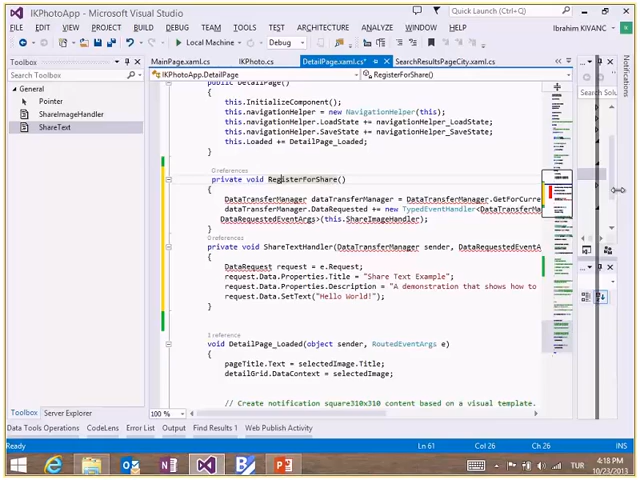 IKPhotoApp - Microsoft Visual Studio
Quick Launch (Ctrl+Q)
FILE EDIT VIEW PROJECT BUILD DEBUG TEAM TOOLS TEST ARCHITECTURE ANALYZE WINDOW HELP
Ibrahim KIVANC
Local Machine Debug
Toolbox
MainPage.xaml.cs IKPhoto.cs DetailPage.xaml.cs* SearchResultsPageCity.xaml.cs
Notifications
Search Toolbox
IKPhotoApp.DetailPage
RegisterForShare()
General
Pointer
ShareImageHandler
ShareText
Search Solu
public DetailPage()
{
this.InitializeComponent();
this.navigationHelper = new NavigationHelper(this);
this.navigationHelper.LoadState += navigationHelper_LoadState;
this.navigationHelper.SaveState += navigationHelper_SaveState;
this.Loaded += DetailPage_Loaded;
}
0 references
private void RegisterForShare()
{
DataTransferManager dataTransferManager = DataTransferManager.GetForCurre
dataTransferManager.DataRequested += new TypedEventHandler<DataTransferMa
DataRequestedEventArgs>(this.ShareImageHandler);
}
0 references
private void ShareTextHandler(DataTransferManager sender, DataRequestedEventA
{
DataRequest request = e.Request;
request.Data.Properties.Title = "Share Text Example";
request.Data.Properties.Description = "A demonstration that shows how to
request.Data.SetText("Hello World!");
}
1 reference
void DetailPage_Loaded(object sender, RoutedEventArgs e)
{
pageTitle.Text = selectedImage.Title;
detailGrid.DataContext = selectedImage;
// Create notification square310x310 content based on a visual template.
100 %
Toolbox Server Explorer
Data Tools Operations CodeLens Error List Output Find Results 1 Web Publish Activity
Ready
Ln 61 Col 26 Ch 26 INS
TUR
4:18 PM
10/23/2013